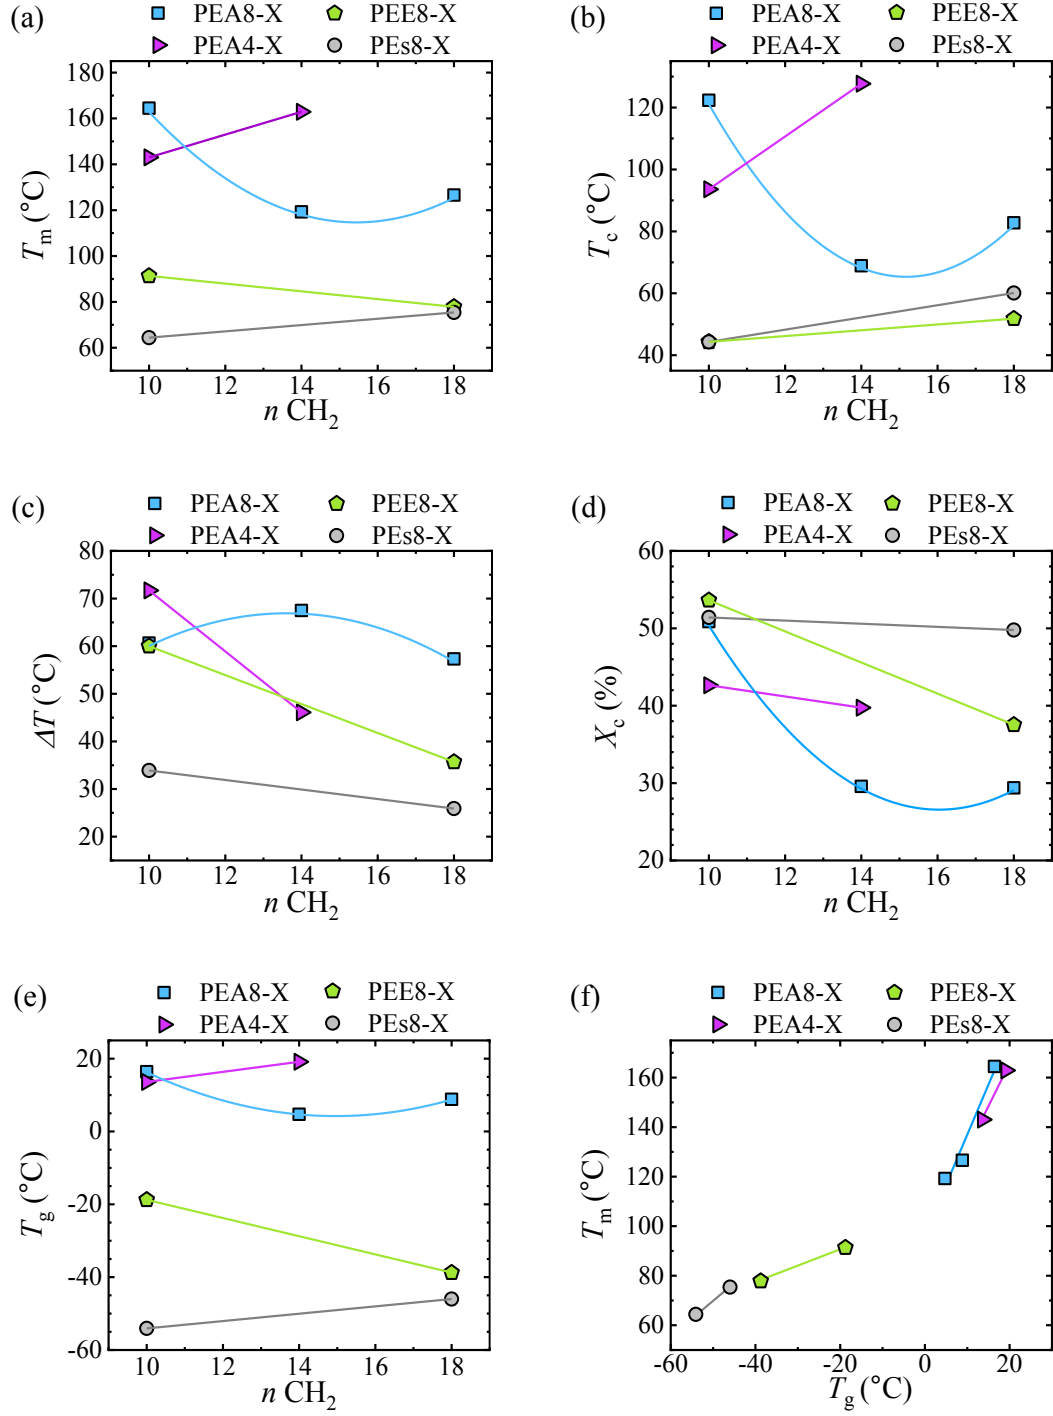 (a) PEA8-X PEE8-X
PEA4-X PEs8-X
180
160
140
120
100
80
60
T_m (°C)
10 12 14 16 18
n CH₂
(b) PEA8-X PEE8-X
PEA4-X PEs8-X
120
100
80
60
40
T_c (°C)
10 12 14 16 18
n CH₂
(c) PEA8-X PEE8-X
PEA4-X PEs8-X
80
70
60
50
40
30
20
ΔT (°C)
10 12 14 16 18
n CH₂
(d) PEA8-X PEE8-X
PEA4-X PEs8-X
60
50
40
30
20
X_c (%)
10 12 14 16 18
n CH₂
(e) PEA8-X PEE8-X
PEA4-X PEs8-X
20
0
-20
-40
-60
T_g (°C)
10 12 14 16 18
n CH₂
(f) PEA8-X PEE8-X
PEA4-X PEs8-X
160
140
120
100
80
60
T_m (°C)
-60 -40 -20 0 20
T_g (°C)